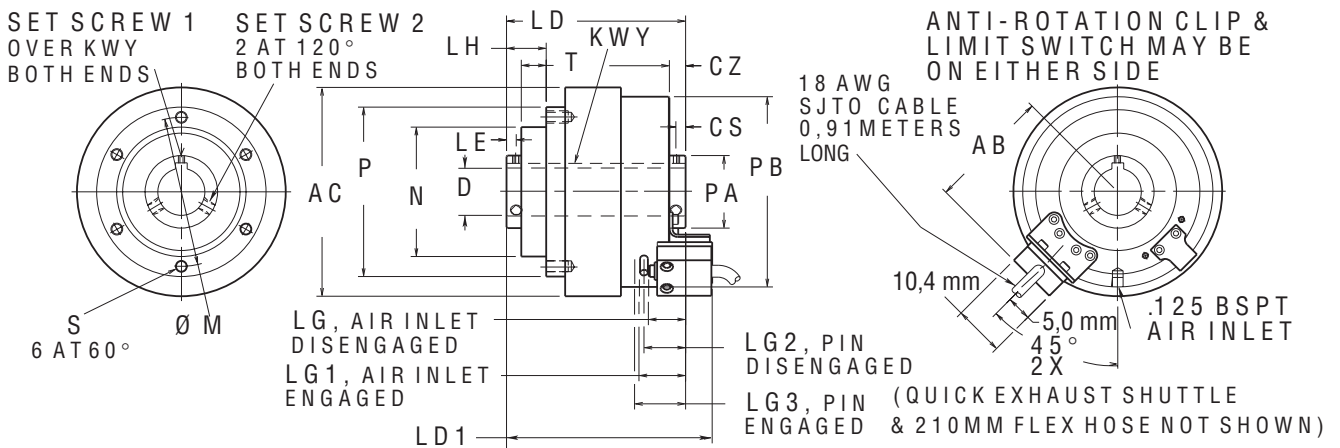 SET SCREW 1
OVER KWY
BOTH ENDS
SET SCREW 2
2 AT 120°
BOTH ENDS
LD
LH
T
KWY
CZ
CS
LE
P
AC
N
D
PA
PB
S
6 AT 60°
Ø M
LG, AIR INLET
DISENGAGED
LG1, AIR INLET
ENGAGED
LD1
LG2, PIN
DISENGAGED
LG3, PIN
ENGAGED
ANTI-ROTATION CLIP &
LIMIT SWITCH MAY BE
ON EITHER SIDE
18 AWG
SJTO CABLE
0,91 METERS
LONG
AB
10,4 mm
5,0 mm
45°
2X
.125 BSPT
AIR INLET
(QUICK EXHAUST SHUTTLE
& 210MM FLEX HOSE NOT SHOWN)